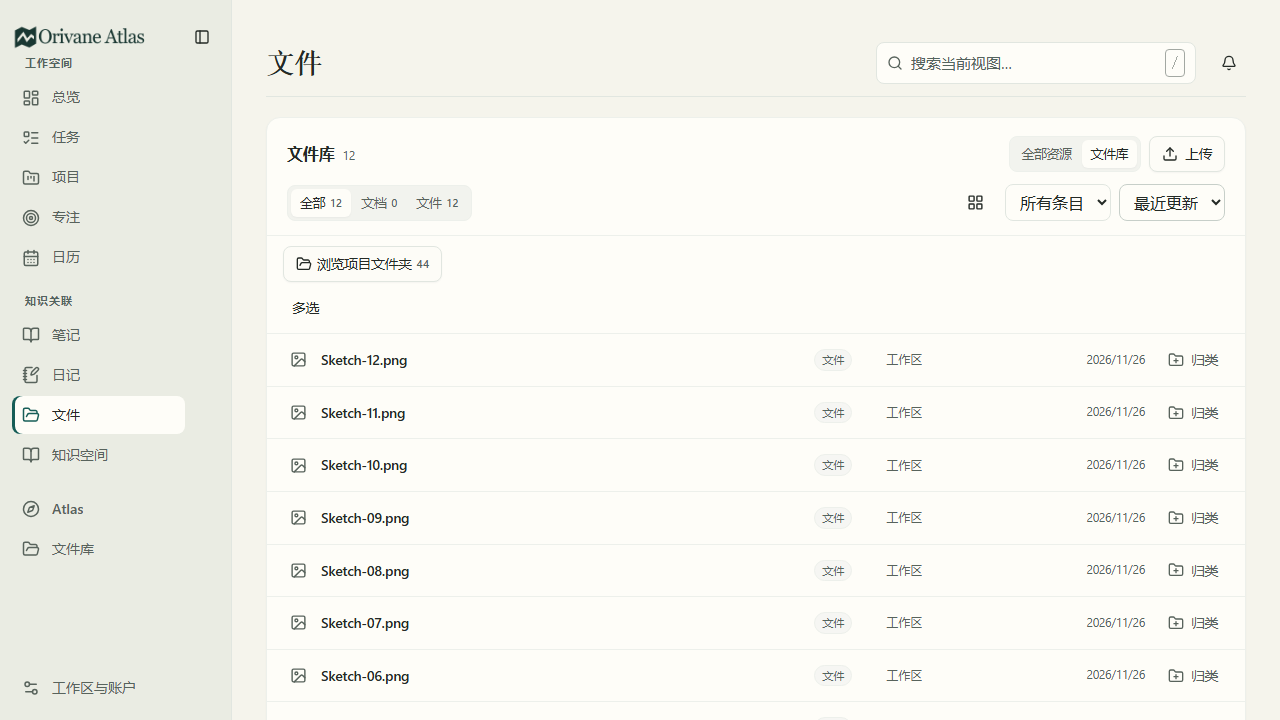 Orivane Atlas
工作空间
总览
任务
项目
专注
日历
知识关联
笔记
日记
文件
知识空间
Atlas
文件库
工作区与账户
文件
搜索当前视图...
/
文件库 12
全部资源 文件库
上传
全部 12 文档 0 文件 12
所有条目 最近更新
浏览项目文件夹 44
多选
Sketch-12.png 文件 工作区 2026/11/26 归类
Sketch-11.png 文件 工作区 2026/11/26 归类
Sketch-10.png 文件 工作区 2026/11/26 归类
Sketch-09.png 文件 工作区 2026/11/26 归类
Sketch-08.png 文件 工作区 2026/11/26 归类
Sketch-07.png 文件 工作区 2026/11/26 归类
Sketch-06.png 文件 工作区 2026/11/26 归类